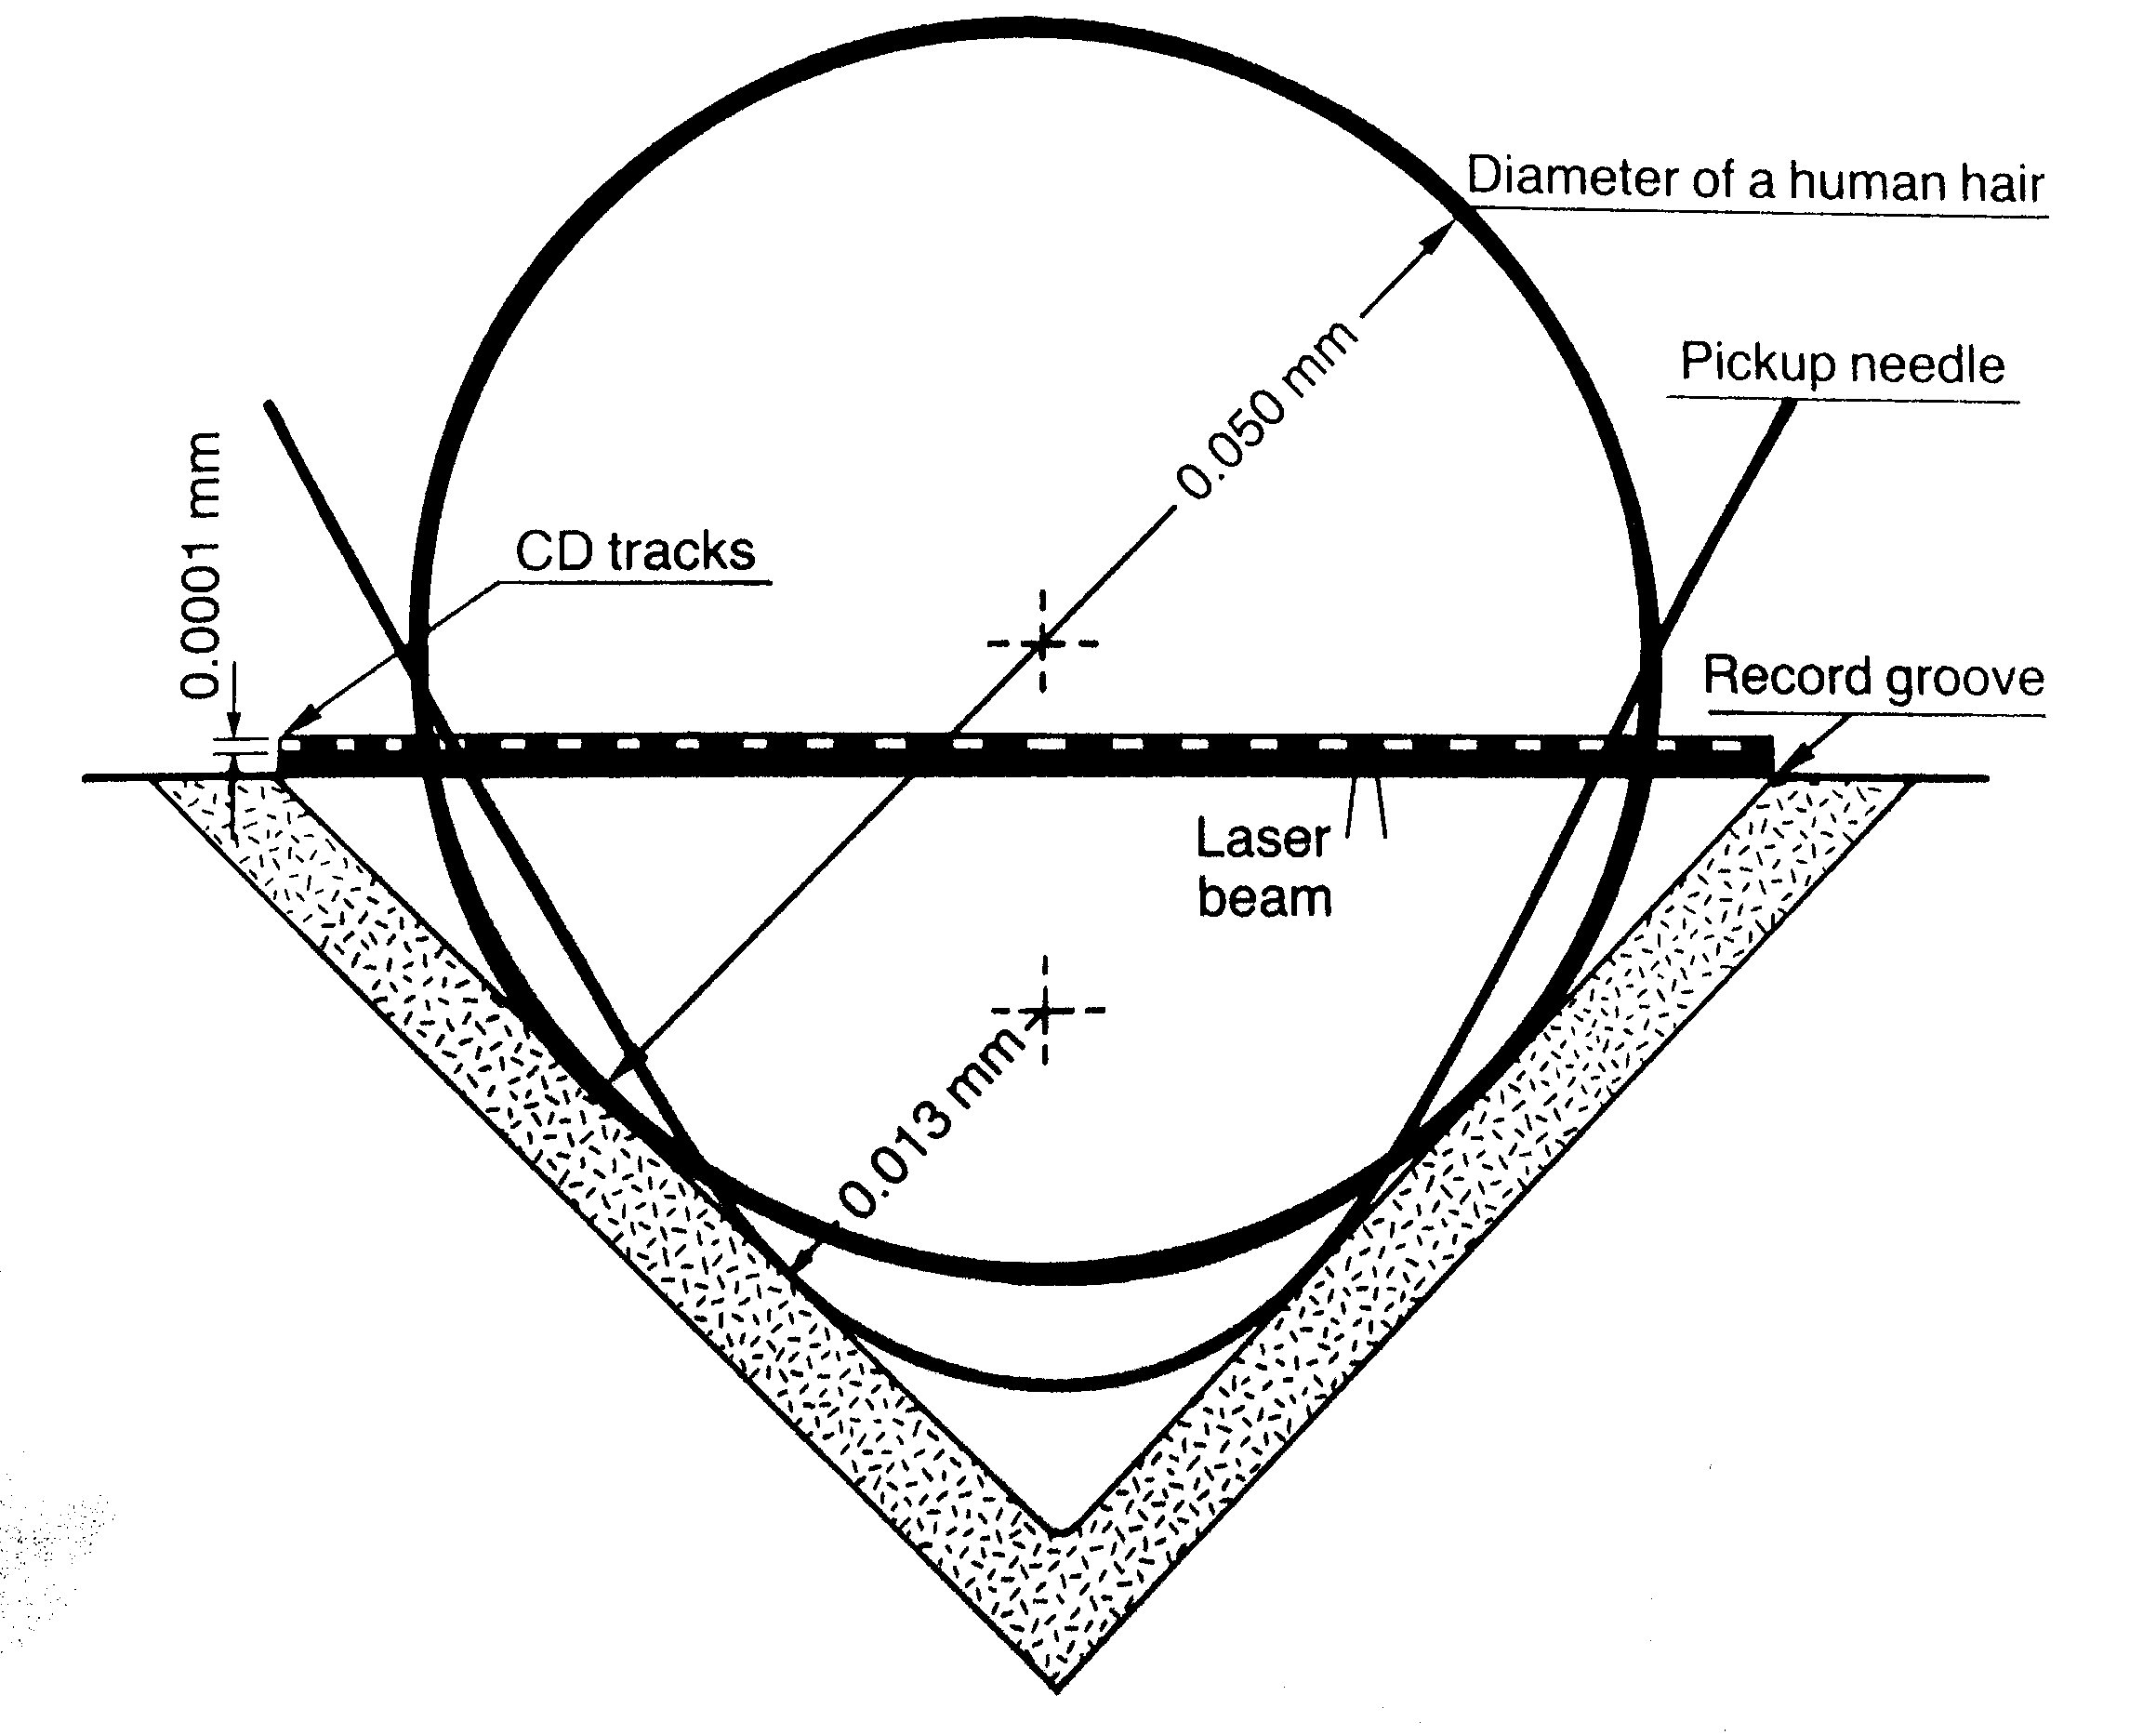 Diameter of a human hair
0.050 mm
Pickup needle
0.0001 mm
CD tracks
Record groove
Laser
beam
0.013 mm